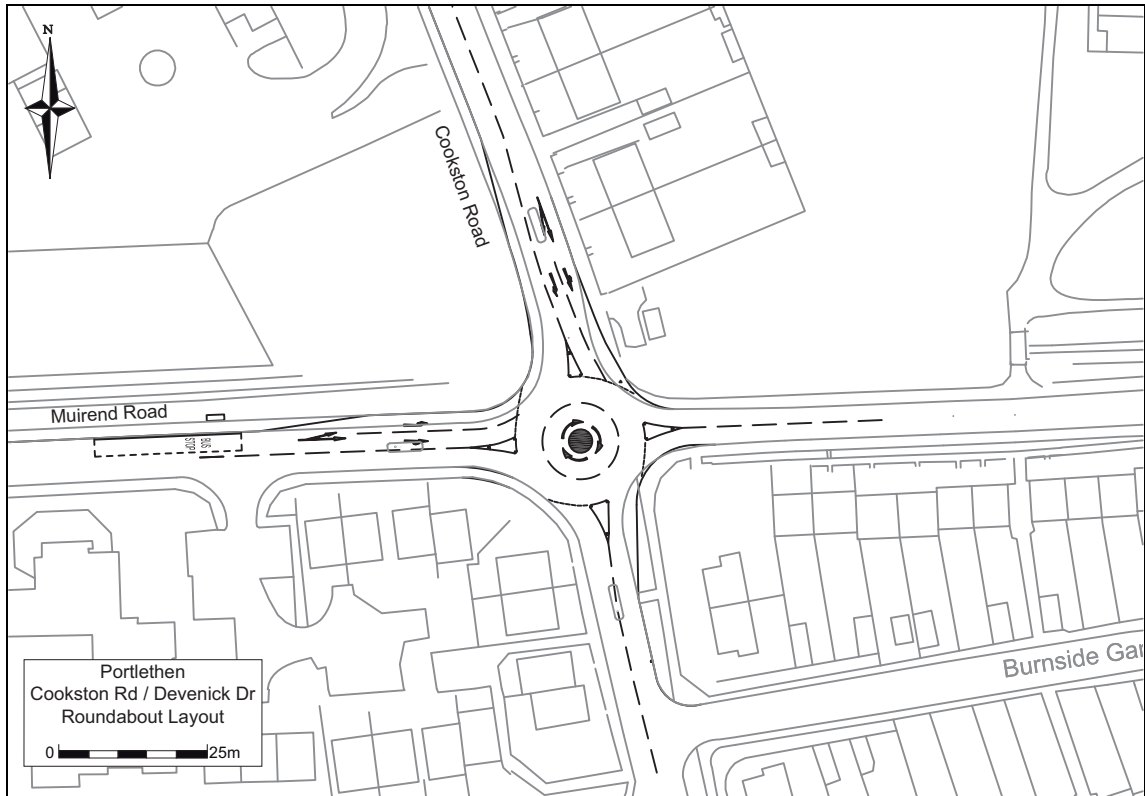 N
Cookston Road
Muirend Road
BUS
STOP
Burnside Gar
Portlethen
Cookston Rd / Devenick Dr
Roundabout Layout
0 25m